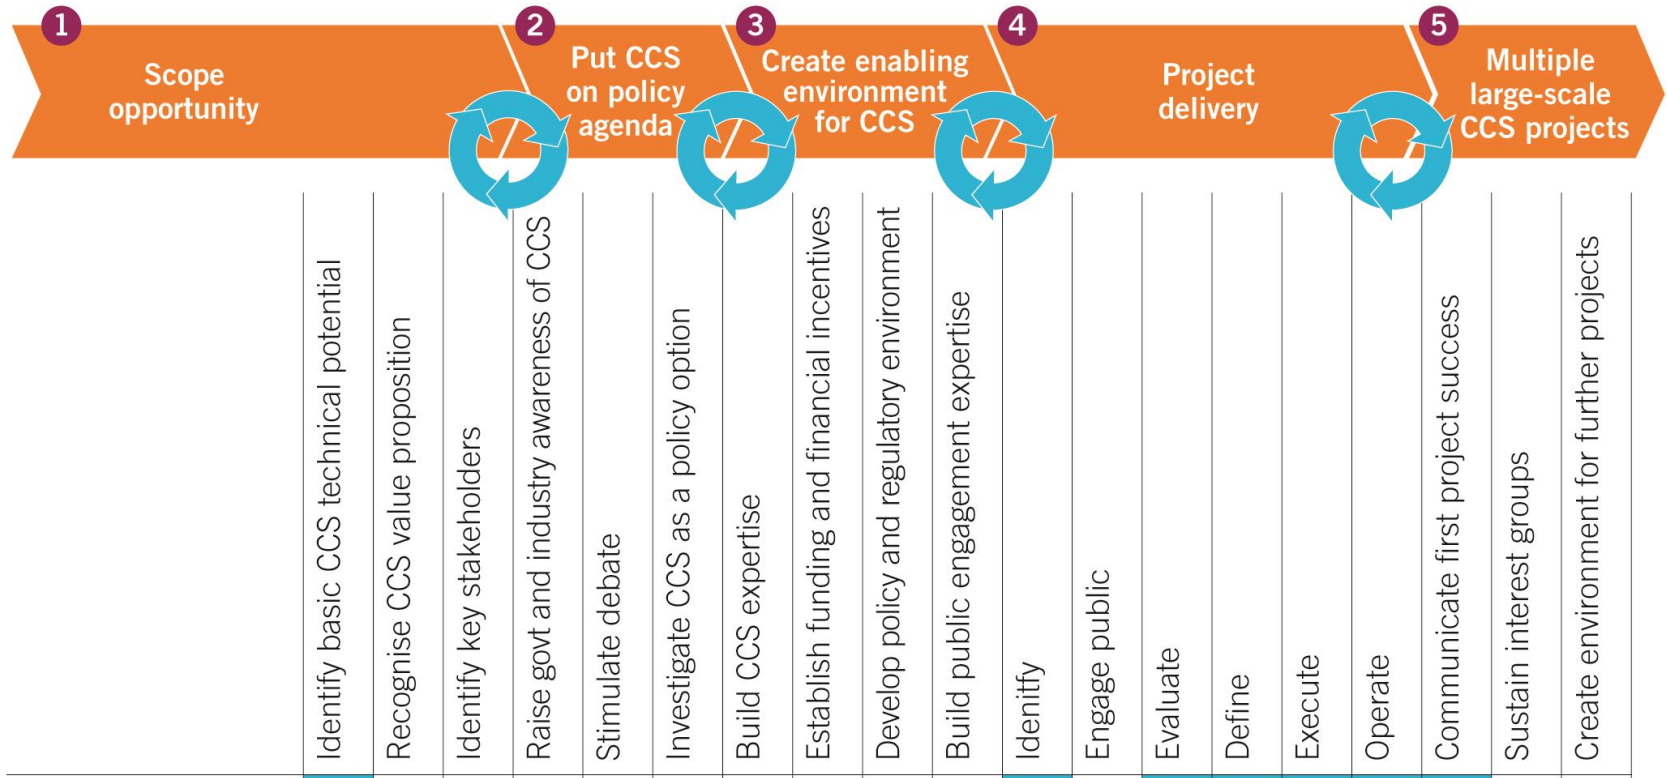 1
Scope
opportunity
2
Put CCS
on policy
agenda
3
Create enabling
environment
for CCS
4
Project
delivery
5
Multiple
large-scale
CCS projects
Identify basic CCS technical potential
Recognise CCS value proposition
Identify key stakeholders
Raise govt and industry awareness of CCS
Stimulate debate
Investigate CCS as a policy option
Build CCS expertise
Establish funding and financial incentives
Develop policy and regulatory environment
Build public engagement expertise
Idenitfy
Engage public
Evaluate
Define
Execute
Operate
Communicate first project success
Sustain interest groups
Create environment for further projects